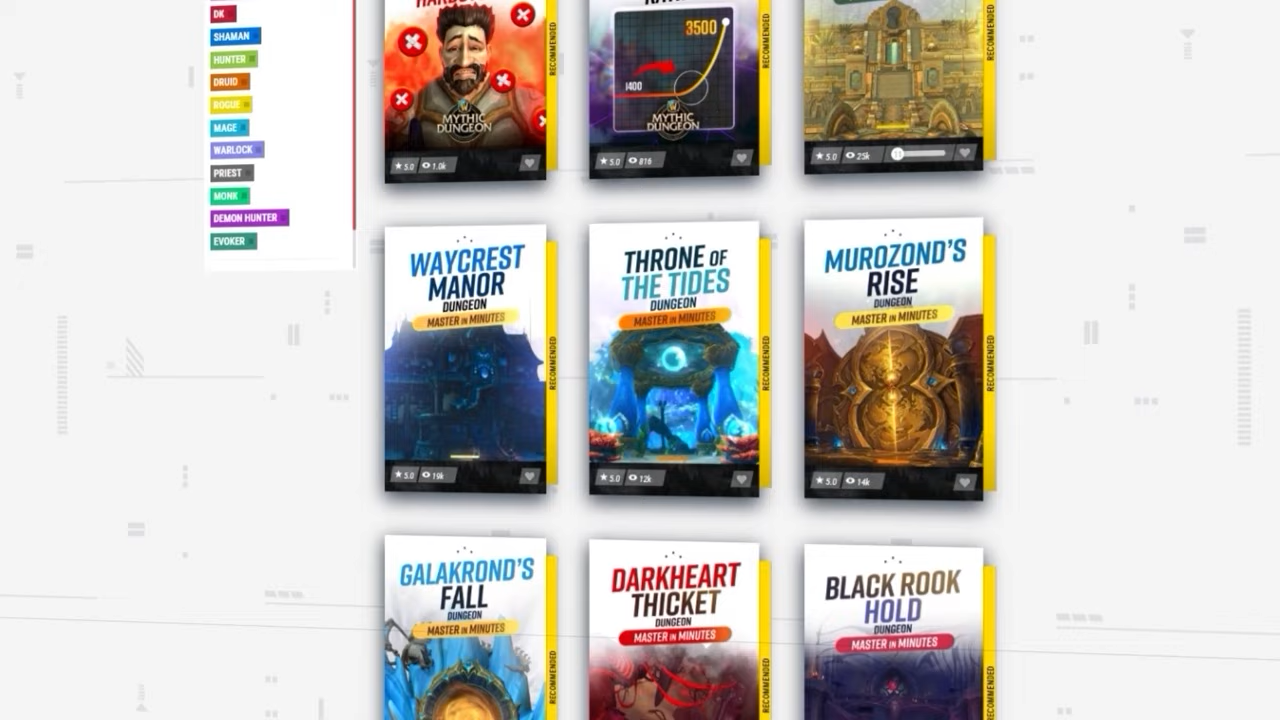 DK
SHAMAN
HUNTER
DRUID
ROGUE
MAGE
WARLOCK
PRIEST
MONK
DEMON HUNTER
EVOKER
MYTHIC
DUNGEON
5.0
1.0k
RECOMMENDED
3500
1400
MYTHIC
DUNGEON
5.0
816
RECOMMENDED
5.0
25k
RECOMMENDED
WAYCREST
MANOR
DUNGEON
MASTER IN MINUTES
5.0
19k
RECOMMENDED
THRONE OF
THE TIDES
DUNGEON
MASTER IN MINUTES
5.0
12k
RECOMMENDED
MUROZOND'S
RISE
DUNGEON
MASTER IN MINUTES
5.0
14k
RECOMMENDED
GALAKROND'S
FALL
DUNGEON
MASTER IN MINUTES
RECOMMENDED
DARKHEART
THICKET
DUNGEON
MASTER IN MINUTES
RECOMMENDED
BLACK ROOK
HOLD
DUNGEON
MASTER IN MINUTES
RECOMMENDED